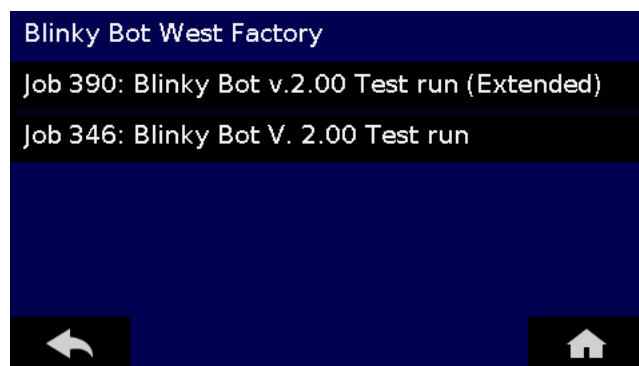 Blinky Bot West Factory
Job 390: Blinky Bot v.2.00 Test run (Extended)
Job 346: Blinky Bot V. 2.00 Test run